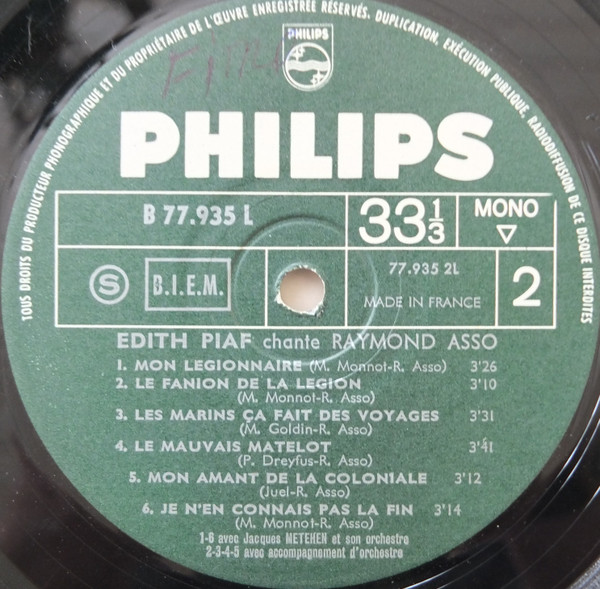 TOUS DROITS DU PRODUCTEUR PHONOGRAPHIQUE ET DU PROPRIÉTAIRE DE L'ŒUVRE ENREGISTRÉE RÉSERVÉS. DUPLICATION, EXÉCUTION PUBLIQUE, RADIODIFFUSION DE CE DISQUE INTERDITES
PHILIPS
PHILIPS
B 77.935 L
33 1/3
MONO
▽
S
B.I.E.M.
77.935 2L
MADE IN FRANCE
2
EDITH PIAF chante RAYMOND ASSO
1. MON LEGIONNAIRE (M. Monnot-R. Asso) 3'26
2. LE FANION DE LA LEGION 3'10
(M. Monnot-R. Asso)
3. LES MARINS ÇA FAIT DES VOYAGES 3'31
(M. Goldin-R. Asso)
4. LE MAUVAIS MATELOT 3'41
(P. Dreyfus-R. Asso)
5. MON AMANT DE LA COLONIALE 3'12
(Juel-R. Asso)
6. JE N'EN CONNAIS PAS LA FIN 3'14
(M. Monnot-R. Asso)
1-6 avec Jacques METEHEN et son orchestre
2-3-4-5 avec accompagnement d'orchestre